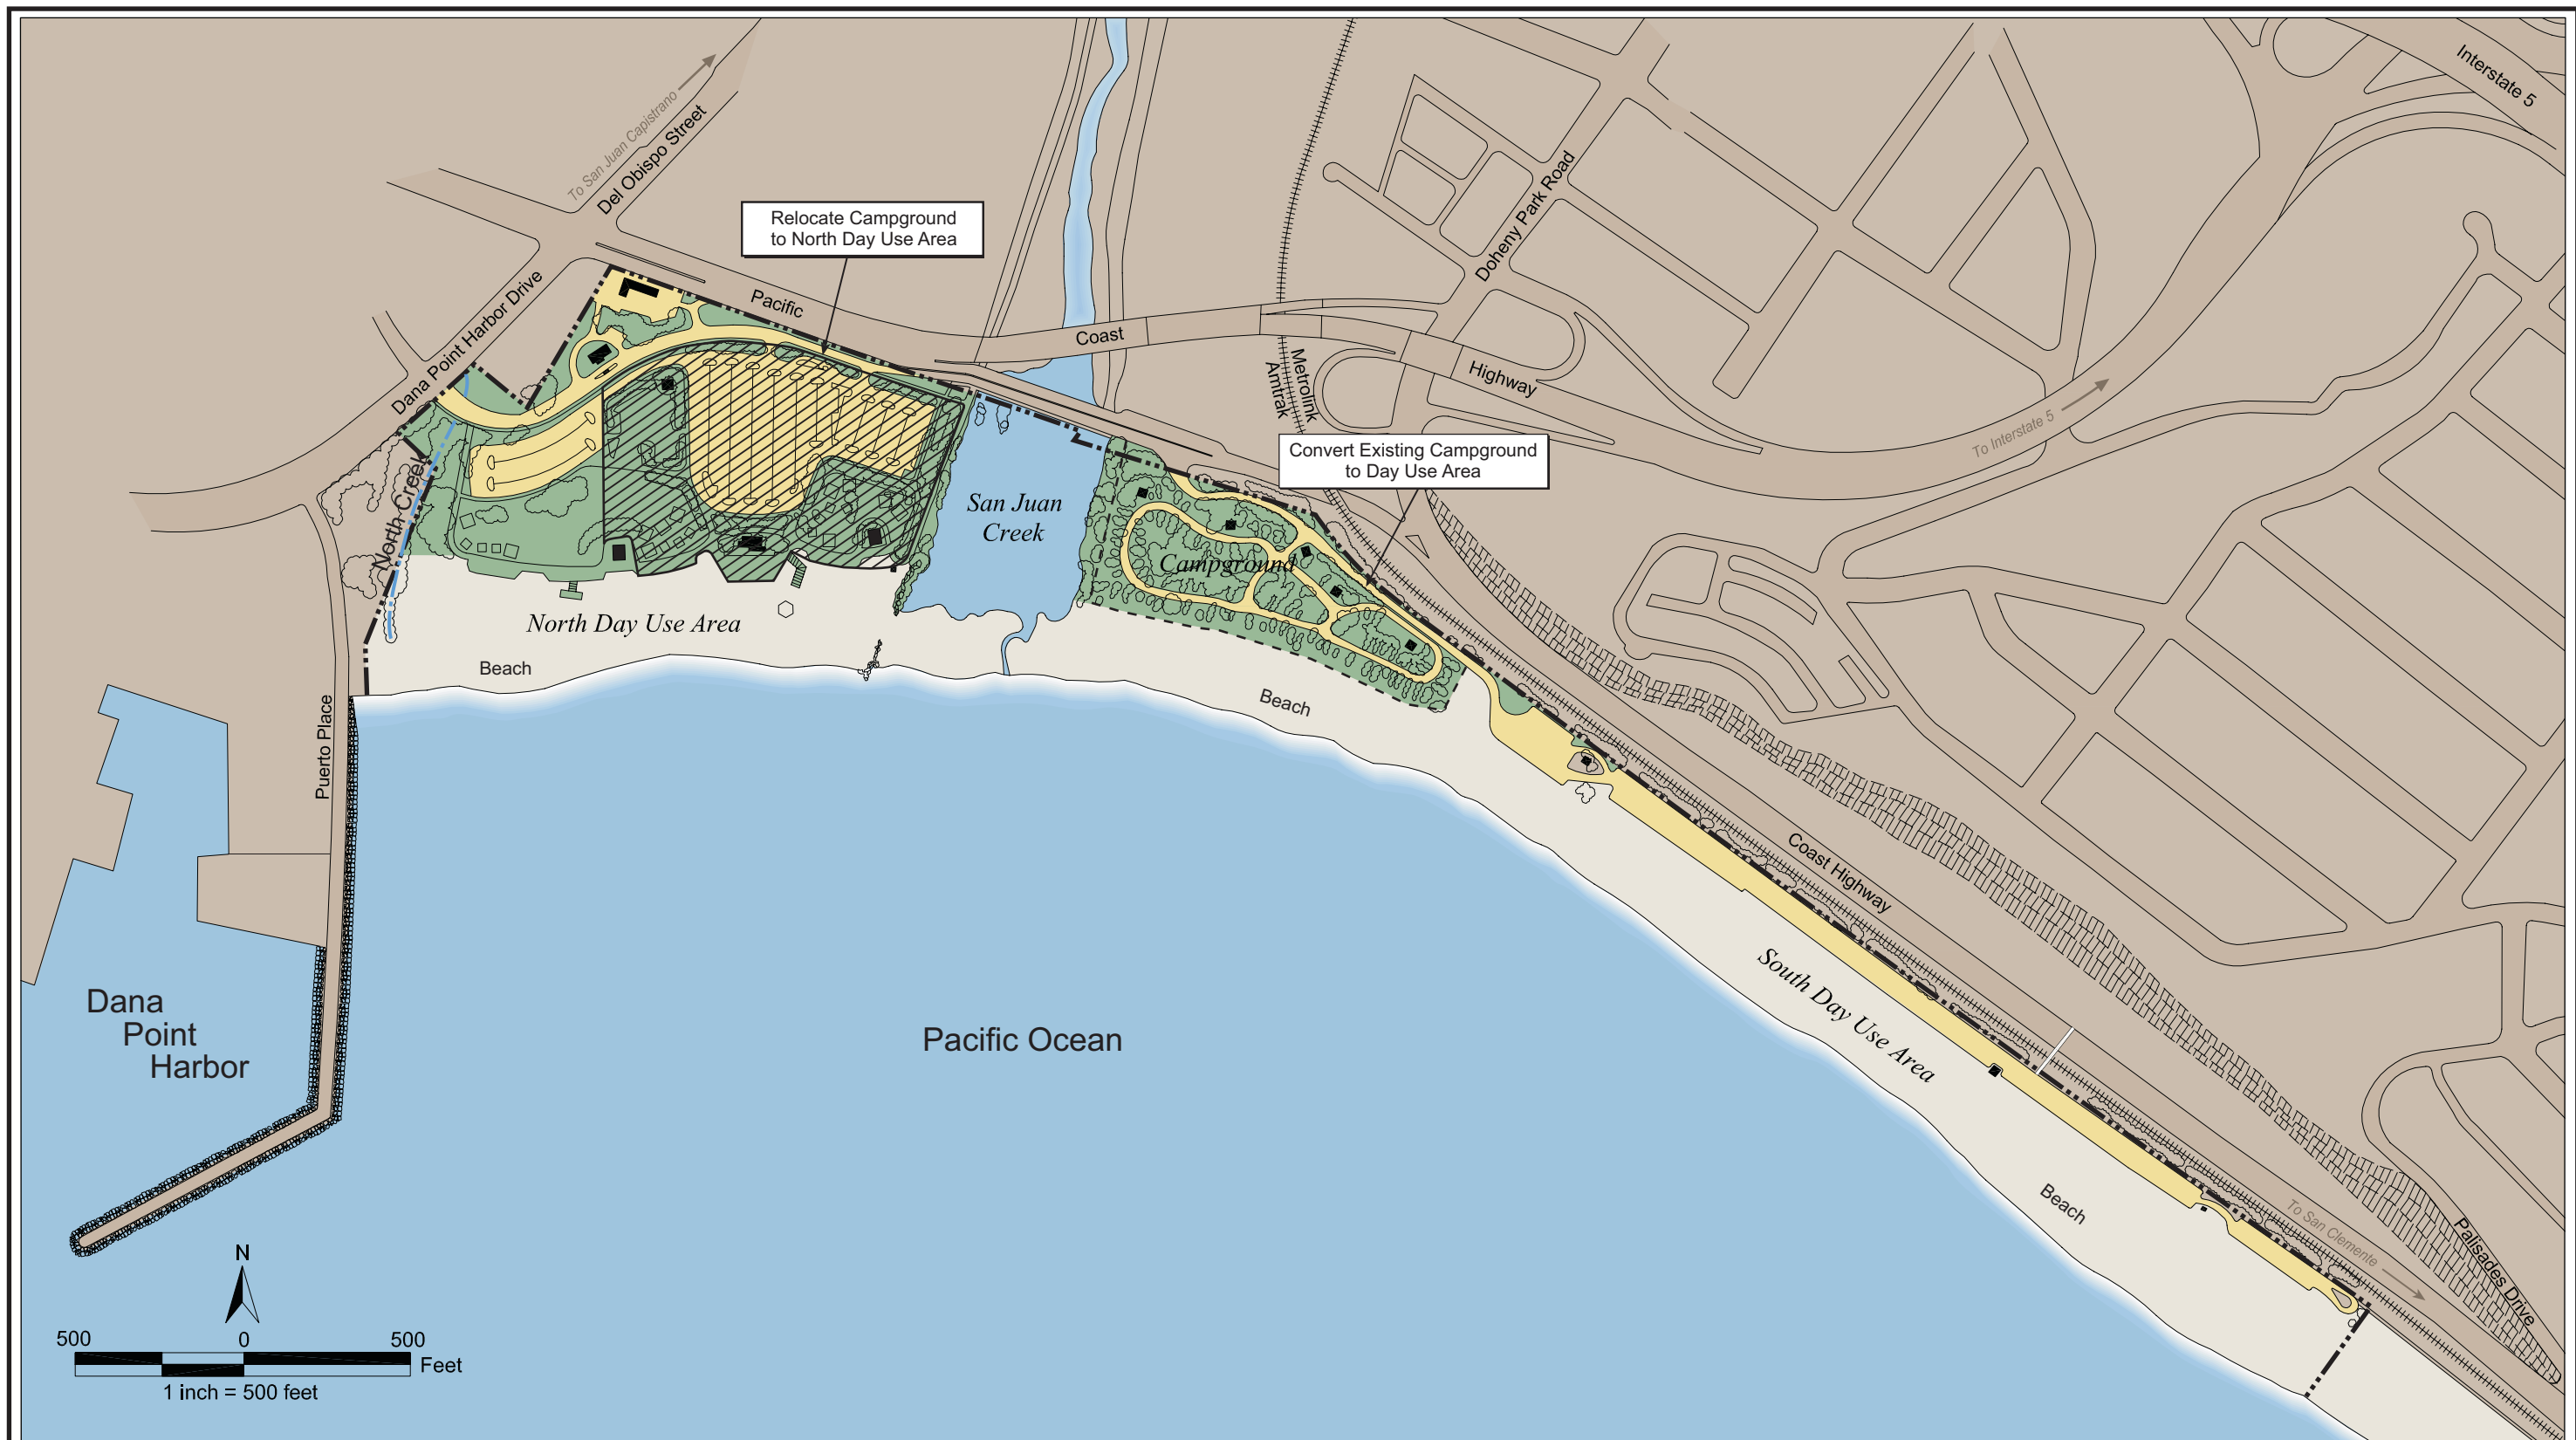 Interstate 5
To San Juan Capistrano
Del Obispo Street
Doheny Park Road
Relocate Campground
to North Day Use Area
Dana Point Harbor Drive
Pacific
Coast
Highway
Metrolink
Amtrak
To Interstate 5
Convert Existing Campground
to Day Use Area
North Creek
San Juan
Creek
Campground
North Day Use Area
Beach
Beach
Puerto Place
Coast Highway
South Day Use Area
Dana
Point
Harbor
Pacific Ocean
Beach
To San Clemente
Palisades Drive
N
500 0 500
Feet
1 inch = 500 feet